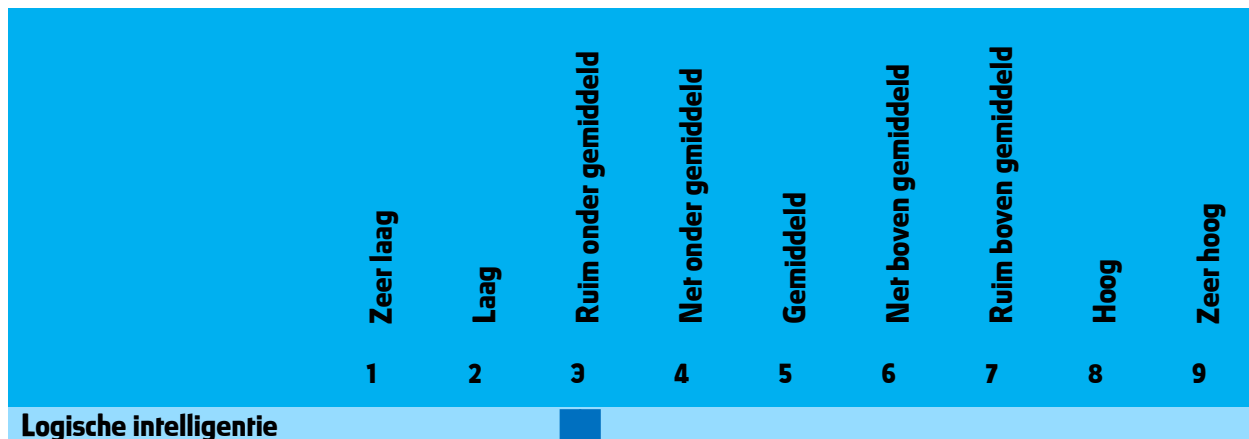 Zeer laag
Laag
Ruim onder gemiddeld
Net onder gemiddeld
Gemiddeld
Net boven gemiddeld
Ruim boven gemiddeld
Hoog
Zeer hoog
1 2 3 4 5 6 7 8 9
Logische intelligentie